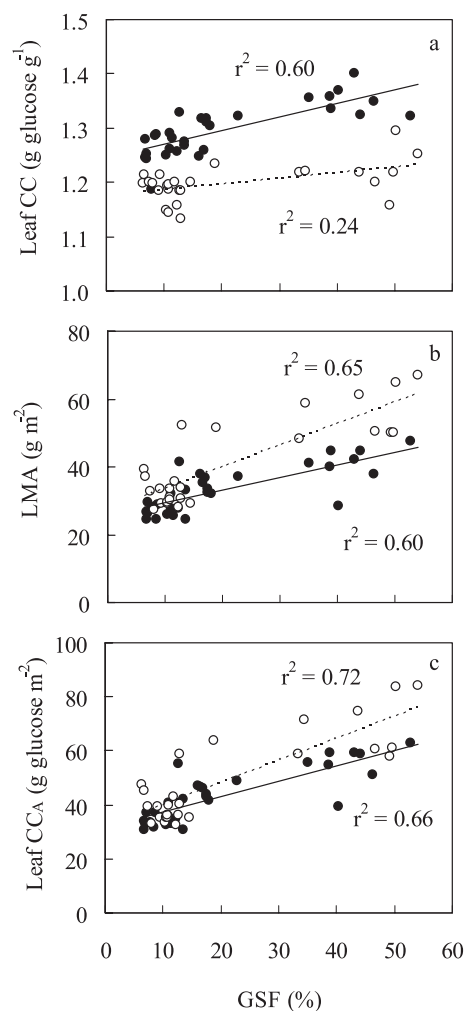 a
1.5
1.4
1.3
1.2
1.1
1.0
Leaf CC (g glucose g⁻¹)
r² = 0.60
r² = 0.24
b
80
60
40
20
0
LMA (g m⁻²)
r² = 0.65
r² = 0.60
c
100
80
60
40
20
0
Leaf CCA (g glucose m⁻²)
r² = 0.72
r² = 0.66
0 10 20 30 40 50 60
GSF (%)